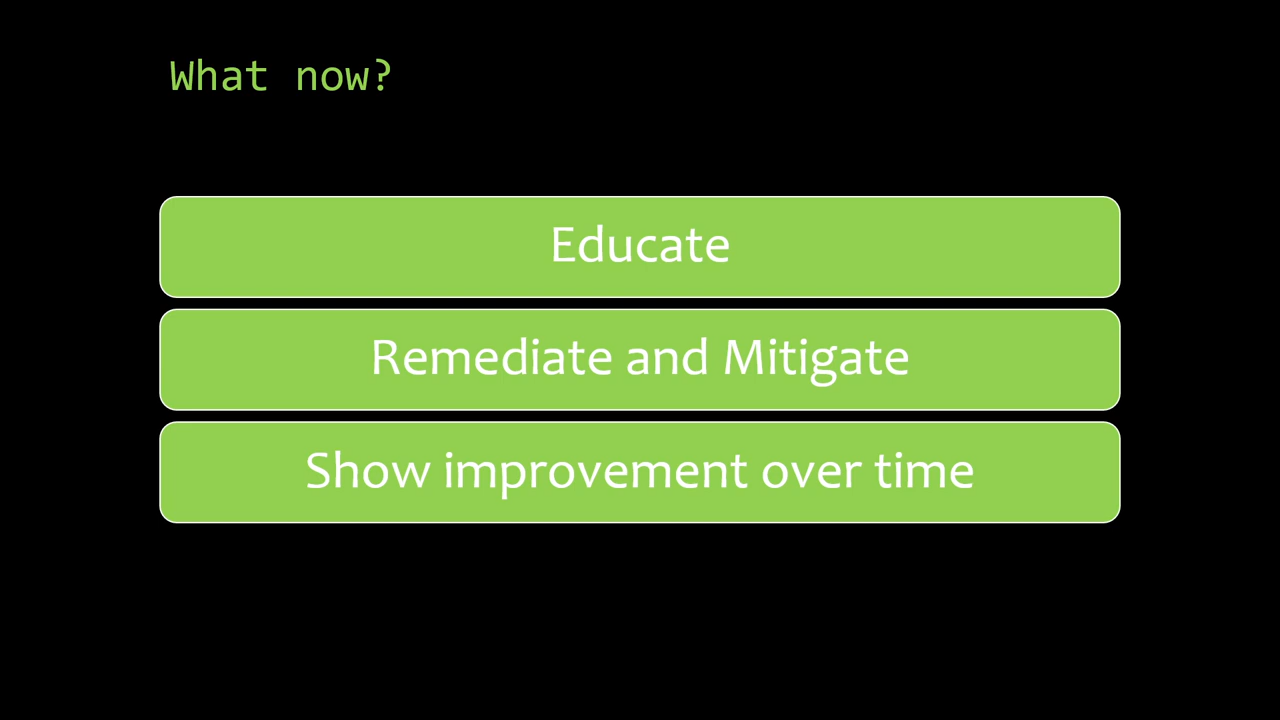 What now?
Educate
Remediate and Mitigate
Show improvement over time